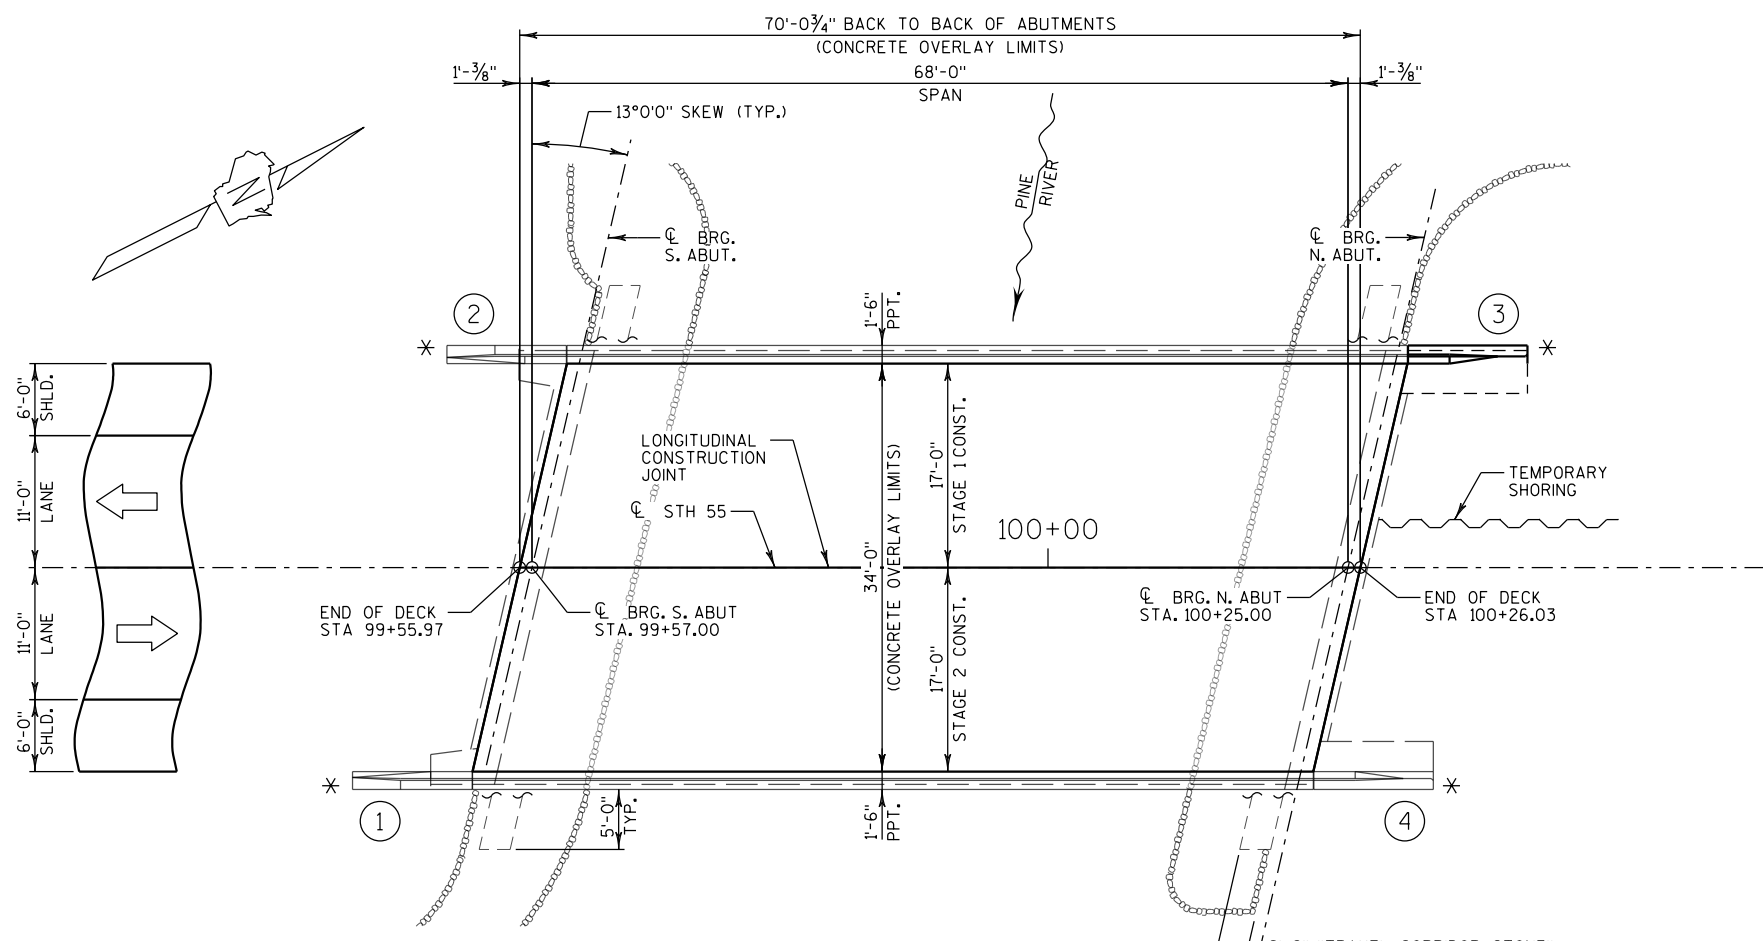 70'-0¾" BACK TO BACK OF ABUTMENTS
(CONCRETE OVERLAY LIMITS)
1'-⅜"
68'-0"
SPAN
1'-⅜"
13°0'0" SKEW (TYP.)
PINE
RIVER
N
℄ BRG.
S. ABUT.
℄ BRG.
N. ABUT.
2
3
1'-6"
PPT.
*
*
6'-0"
SHLD.
11'-0"
LANE
11'-0"
LANE
6'-0"
SHLD.
LONGITUDINAL
CONSTRUCTION
JOINT
℄ STH 55
34'-0"
(CONCRETE OVERLAY LIMITS)
17'-0"
STAGE 1 CONST.
17'-0"
STAGE 2 CONST.
100+00
TEMPORARY
SHORING
END OF DECK
STA 99+55.97
℄ BRG. S. ABUT
STA. 99+57.00
℄ BRG. N. ABUT
STA. 100+25.00
END OF DECK
STA 100+26.03
*
*
1
5'-0"
TYP.
1'-6"
PPT.
4